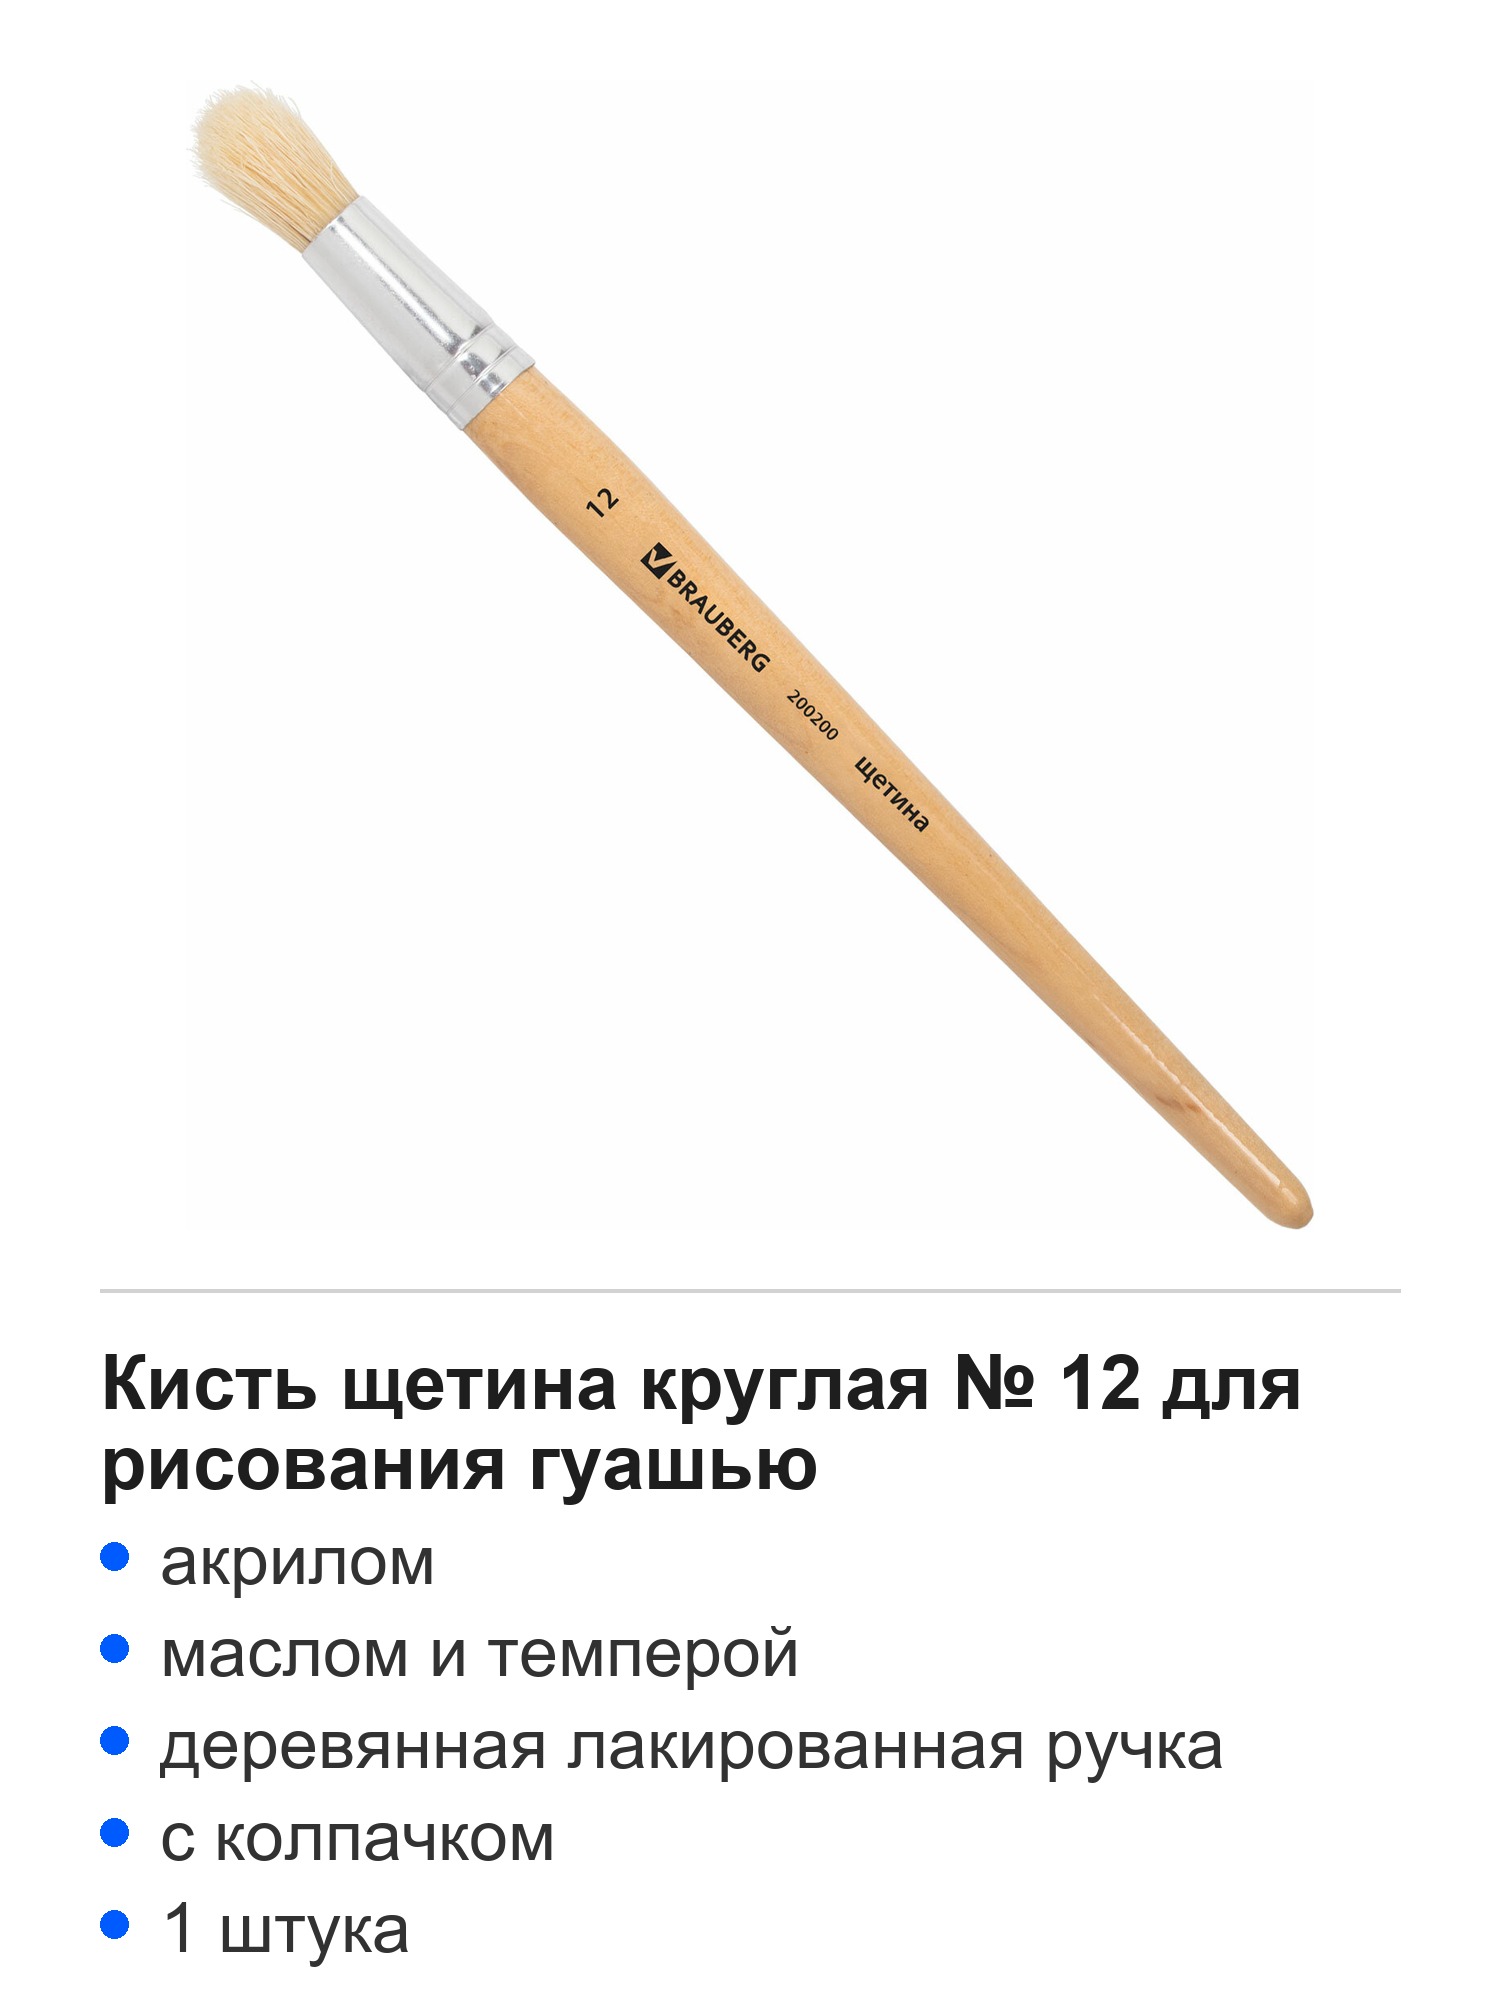 12
BRAUBERG
200200
щетина
Кисть щетина круглая № 12 для
рисования гуашью
акрилом
маслом и темперой
деревянная лакированная ручка
с колпачком
1 штука